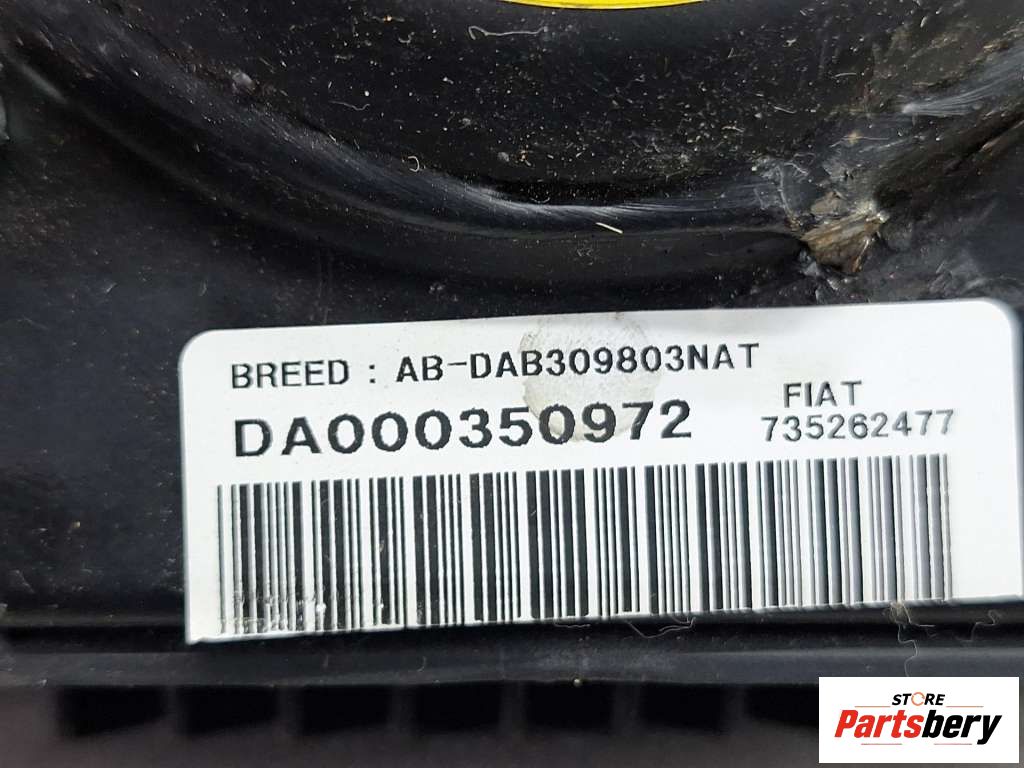 BREED : AB-DAB309803NAT
DA000350972
FIAT
735262477
STORE
Partsbery